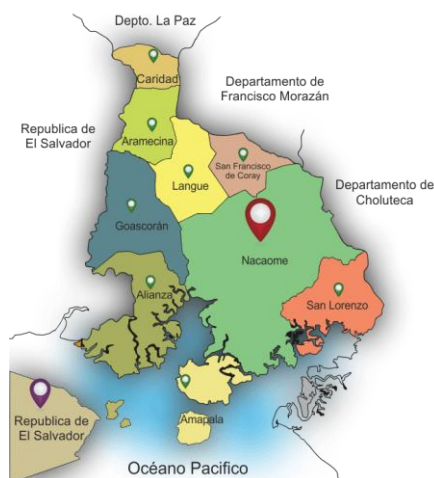 Depto. La Paz
Caridad
Departamento de
Francisco Morazán
Republica de
El Salvador
Aramecina
San Francisco
de Coray
Langue
Departamento de
Choluteca
Goascorán
Nacaome
Alianza
San Lorenzo
Republica de
El Salvador
Amapala
Océano Pacifico